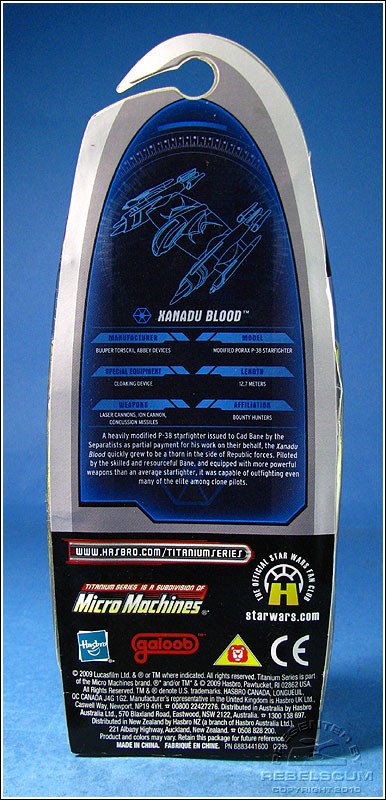 XANADU BLOOD™
MANUFACTURER MODEL
BUUPER TORSCKIL ABBEY DEVICES MODIFIED PORAX P-38 STARFIGHTER
SPECIAL EQUIPMENT LENGTH
CLOAKING DEVICE 12.7 METERS
WEAPONS AFFILIATION
LASER CANNONS, ION CANNON, BOUNTY HUNTERS
CONCUSSION MISSILES
A heavily modified P-38 starfighter issued to Cad Bane by the
Separatists as partial payment for his work on their behalf, the Xanadu
Blood quickly grew to be a thorn in the side of Republic forces. Piloted
by the skilled and resourceful Bane, and equipped with more powerful
weapons than an average starfighter, it was capable of outfighting even
many of the elite among clone pilots.
WWW.HASBRO.COM/TITANIUMSERIES
THE OFFICIAL STAR WARS FAN CLUB
TITANIUM SERIES IS A SUBDIVISION OF
Micro Machines®
starwars.com
Hasbro
galoob™
CE
© 2009 Lucasfilm Ltd. & ® or TM where indicated. All rights reserved. Titanium Series is part
of the Micro Machines brand. ® and/or TM* & © 2009 Hasbro, Pawtucket, RI 02862 USA.
All Rights Reserved. TM & ® denote U.S. trademarks. HASBRO CANADA, LONGUEUIL,
QC CANADA J4G 1G2. Manufacturer's representative in the United Kingdom is Hasbro UK Ltd.,
Caswell Way, Newport, NP19 4YH. ☎ 00800 22427276. Distributed in Australia by Hasbro
Australia Ltd., 570 Blaxland Road, Eastwood, NSW 2122, Australia. ☎ 1300 138 697.
Distributed in New Zealand by Hasbro NZ (a branch of Hasbro Australia Ltd.),
221 Albany Highway, Auckland, New Zealand. ☎ 0508 828 200.
Product and colors may vary. Retain this package for future reference.
MADE IN CHINA. FABRIQUÉ EN CHINE. PN 6883441600 0-295
REBELSCUM
COPYRIGHT 2010